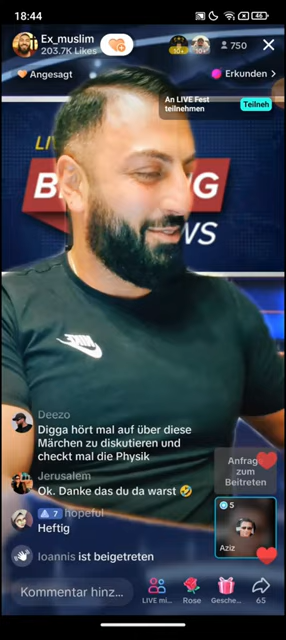 18:44
46
Ex_muslim
203.7K Likes
10+
10+
750
Angesagt
Erkunden >
An LIVE Fest
teilnehmen
Teilneh
LIV
B
NG
WS
Deezo
Digga hört mal auf über diese
Märchen zu diskutieren und
checkt mal die Physik
Jerusalem
Ok. Danke das du da warst 🤣
7 hopeful
Heftig
Ioannis ist beigetreten
Anfrage
zum
Beitreten
5
Aziz
Kommentar hinz...
LIVE mi...
Rose
Gesche...
65